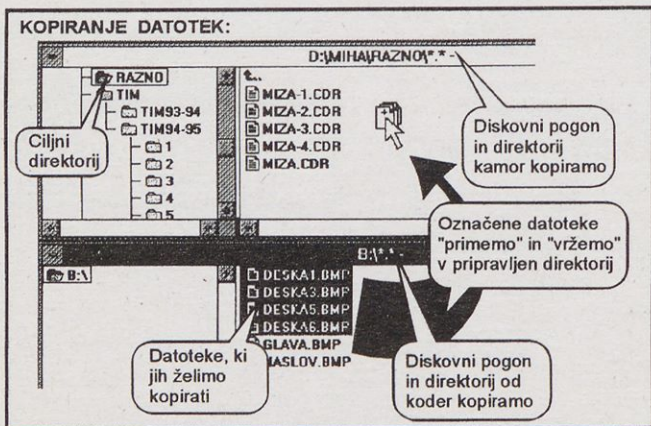 KOPIRANJE DATOTEK:
D:\MIHA\RAZNO\*.* -
RAZNO
TIM
TIM93-94
TIM94-95
1
2
3
4
5
Ciljni
direktorij
t..
MIZA-1.CDR
MIZA-2.CDR
MIZA-3.CDR
MIZA-4.CDR
MIZA.CDR
Diskovni pogon
in direktorij
kamor kopiramo
Označene datoteke
"primemo" in "vržemo"
v pripravljen direktorij
B:\*.* -
B:\
DESKA1.BMP
DESKA3.BMP
DESKA5.BMP
DESKA6.BMP
GLAVA.BMP
Datoteke, ki
jih želimo
kopirati
Diskovni pogon
in direktorij od
koder kopiramo